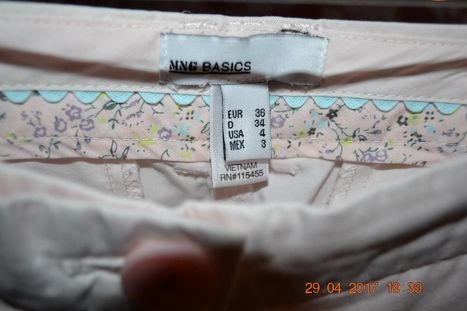 MNG BASICS
EUR 36
D 34
USA 4
MEX 3
VIETNAM
RN#115455
29 04 2017 13 39